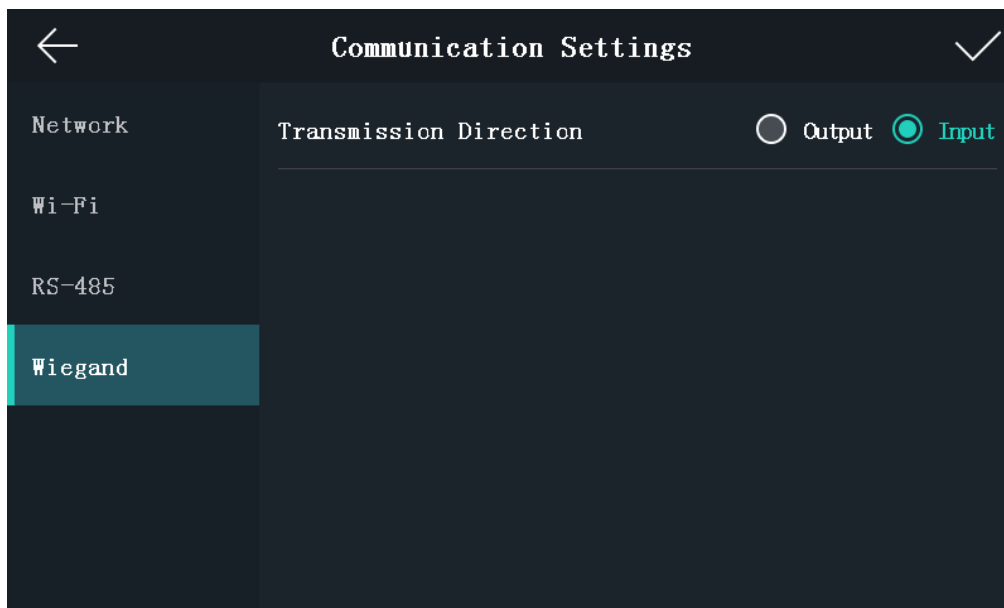 Communication Settings
Network
Transmission Direction Output Input
Wi-Fi
RS-485
Wiegand